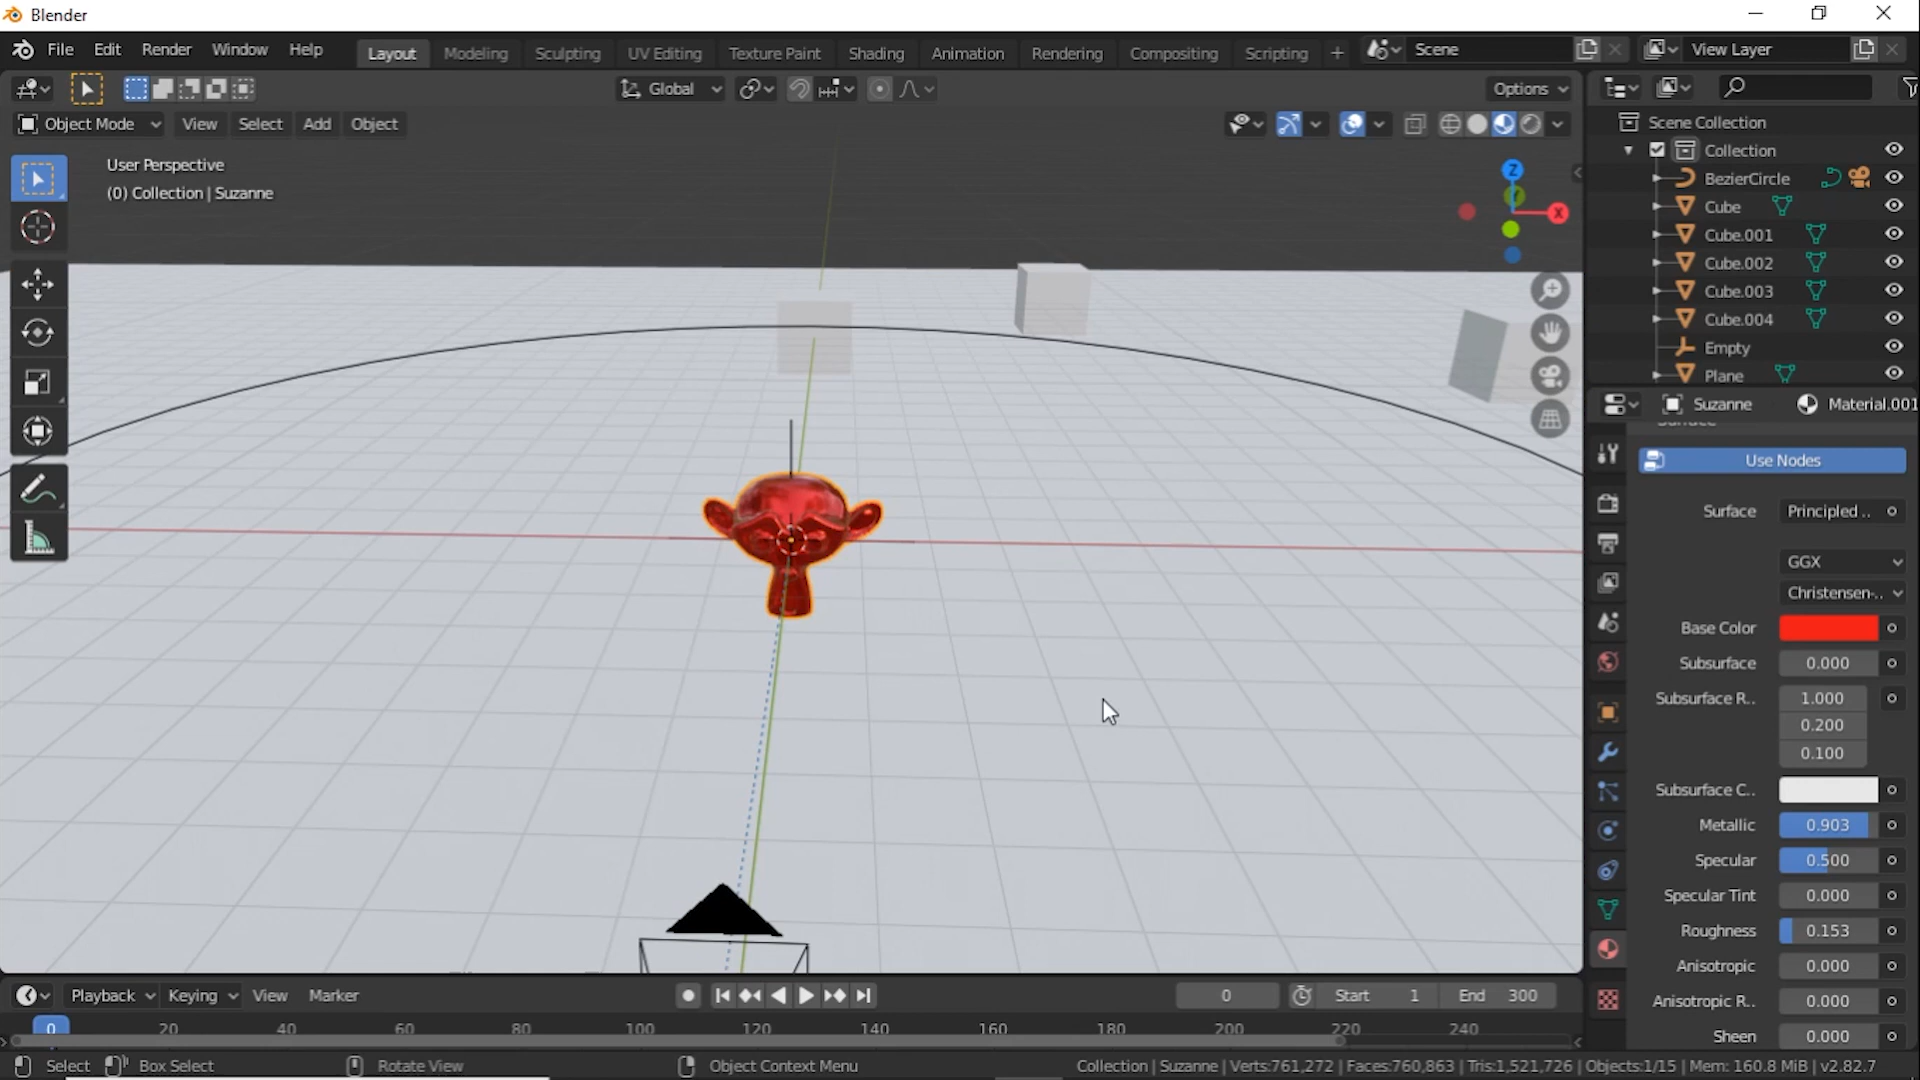 Blender
File Edit Render Window Help Layout Modeling Sculpting UV Editing Texture Paint Shading Animation Rendering Compositing Scripting + Scene View Layer
Global Options
Object Mode View Select Add Object
User Perspective
(0) Collection | Suzanne
Z
Y
X
Scene Collection
Collection
BezierCircle
Cube
Cube.001
Cube.002
Cube.003
Cube.004
Empty
Plane
Suzanne Material.001
Surface
Use Nodes
Surface Principled ..
GGX
Christensen-..
Base Color
Subsurface 0.000
Subsurface R.. 1.000
0.200
0.100
Subsurface C..
Metallic 0.903
Specular 0.500
Specular Tint 0.000
Roughness 0.153
Anisotropic 0.000
Anisotropic R.. 0.000
Sheen 0.000
Playback Keying View Marker 0 Start 1 End 300
0 20 40 60 80 100 120 140 160 180 200 220 240
Select Box Select Rotate View Object Context Menu Collection | Suzanne | Verts:761,272 | Faces:760,863 | Tris:1,521,726 | Objects:1/15 | Mem: 160.8 MiB | v2.82.7